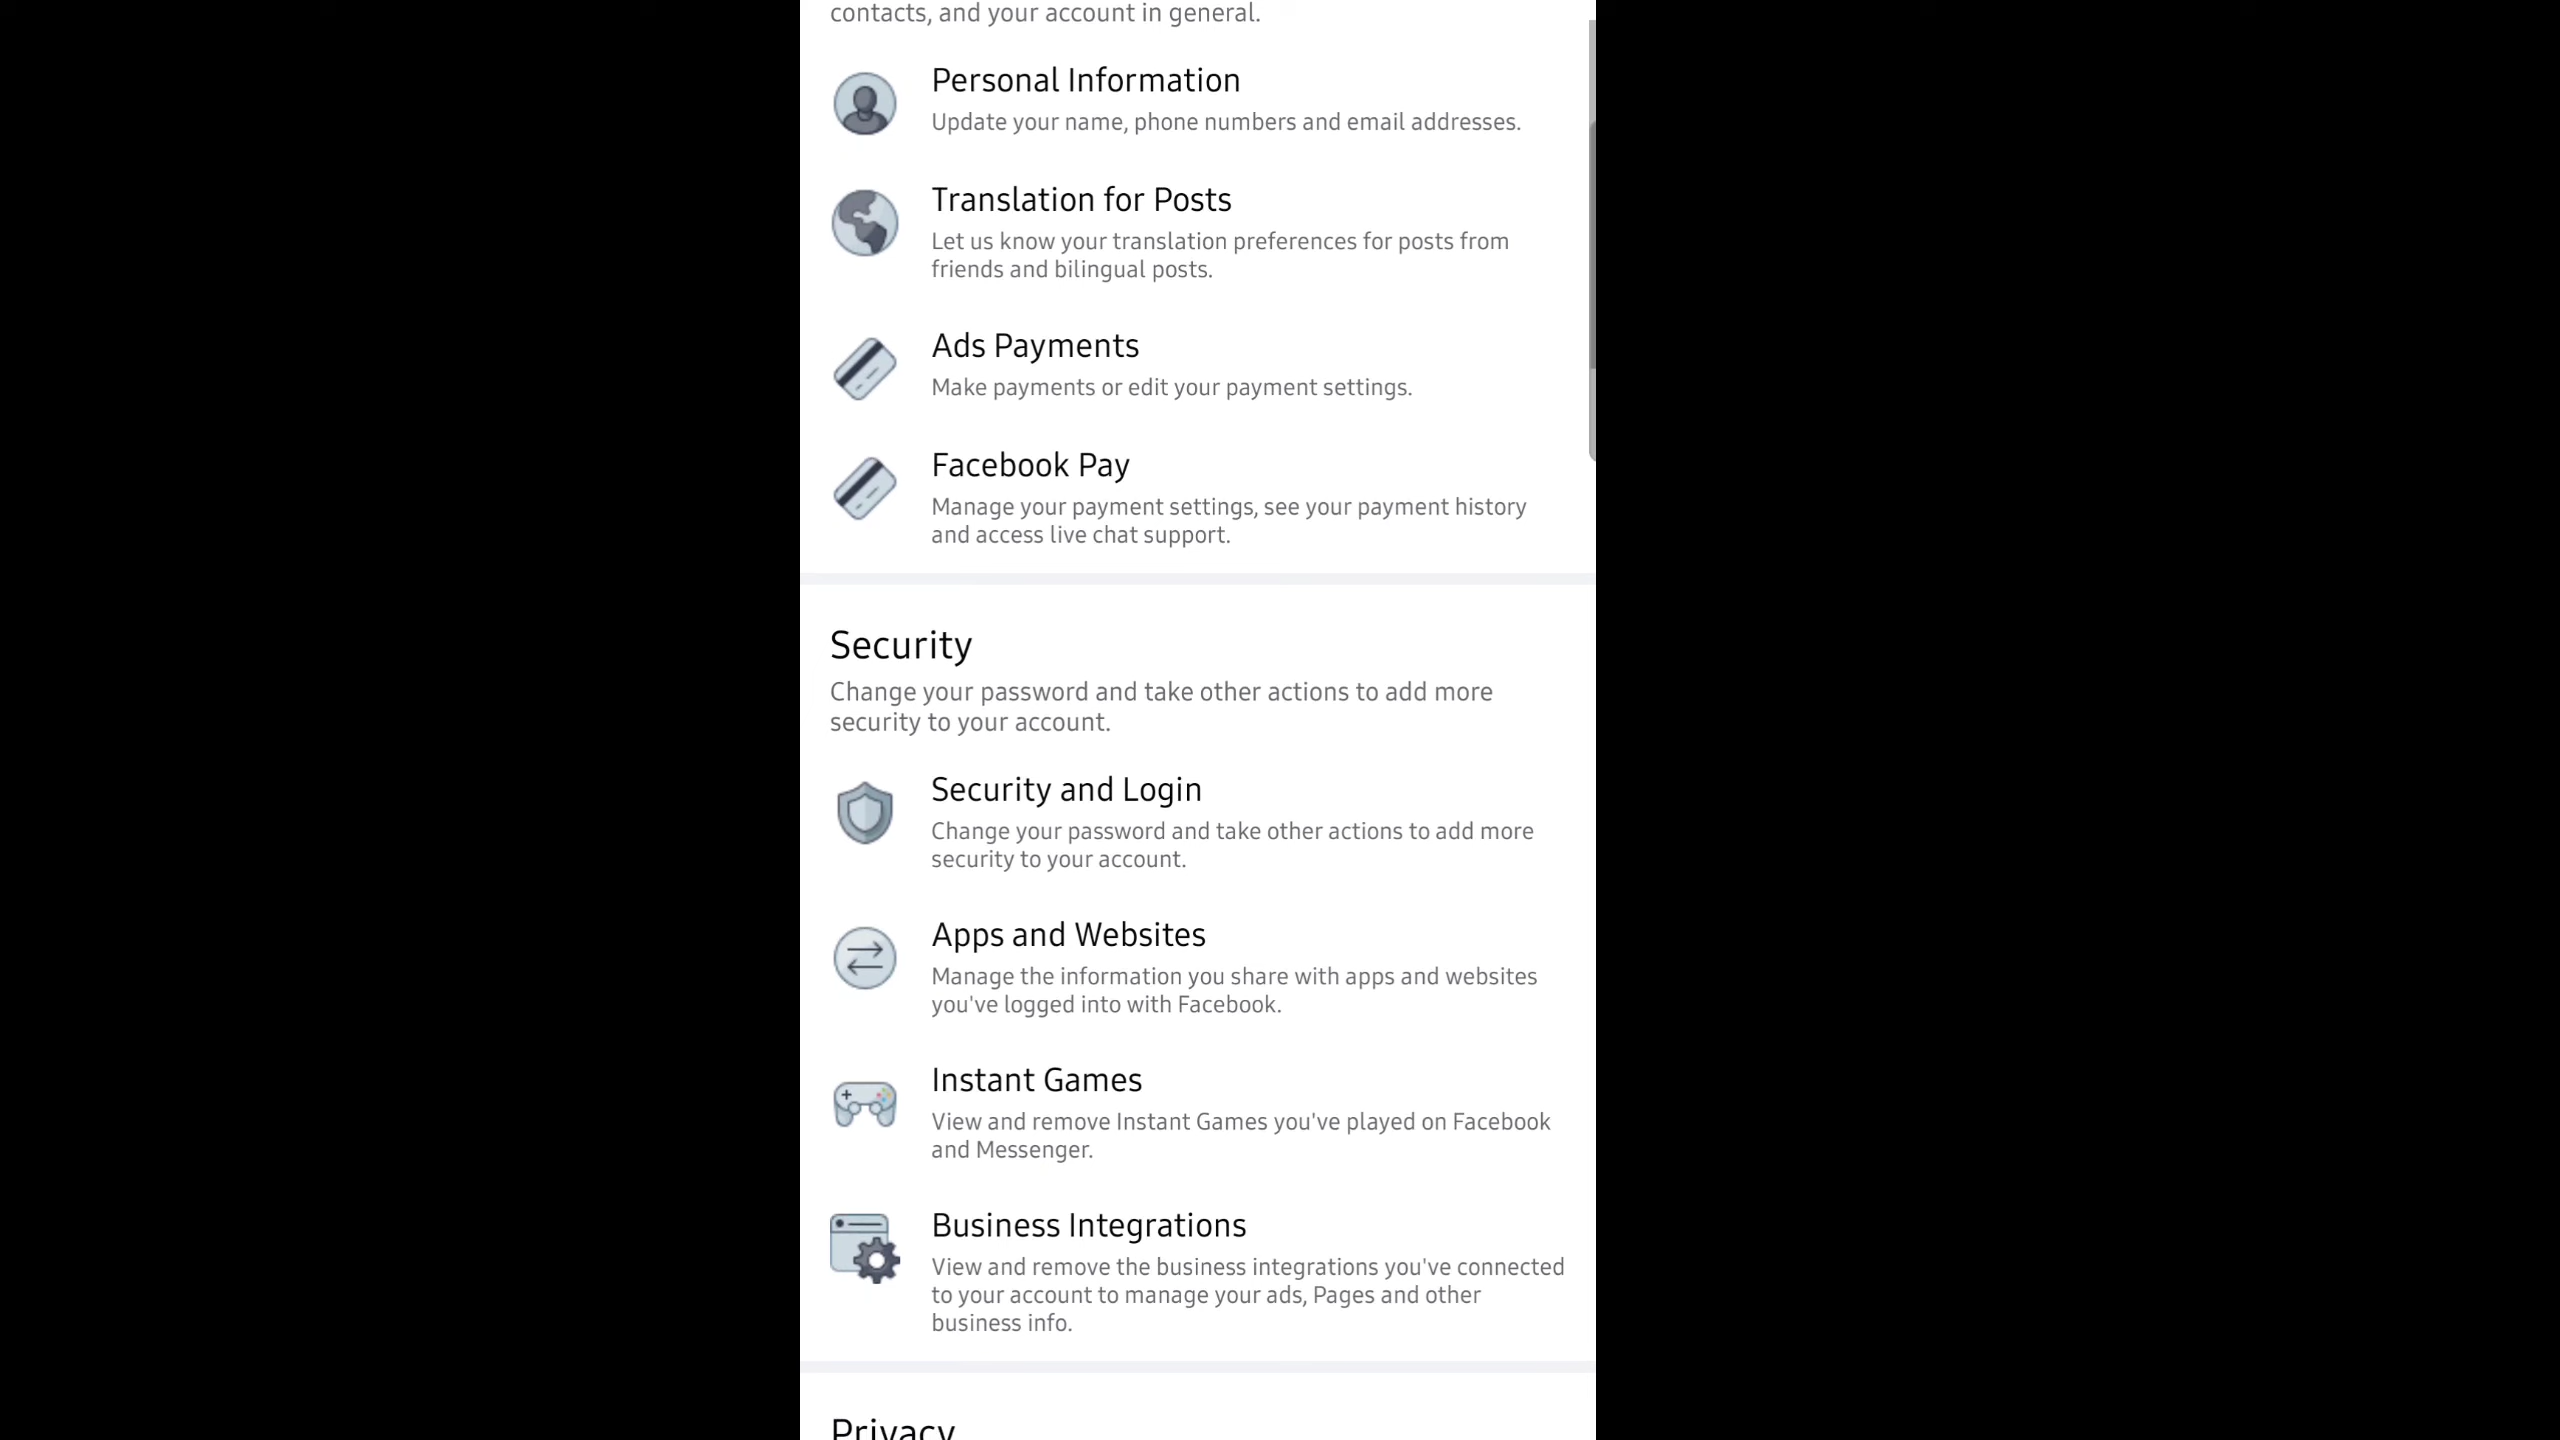 contacts, and your account in general.
Personal Information
Update your name, phone numbers and email addresses.
Translation for Posts
Let us know your translation preferences for posts from
friends and bilingual posts.
Ads Payments
Make payments or edit your payment settings.
Facebook Pay
Manage your payment settings, see your payment history
and access live chat support.
Security
Change your password and take other actions to add more
security to your account.
Security and Login
Change your password and take other actions to add more
security to your account.
Apps and Websites
Manage the information you share with apps and websites
you've logged into with Facebook.
Instant Games
View and remove Instant Games you've played on Facebook
and Messenger.
Business Integrations
View and remove the business integrations you've connected
to your account to manage your ads, Pages and other
business info.
Privacy